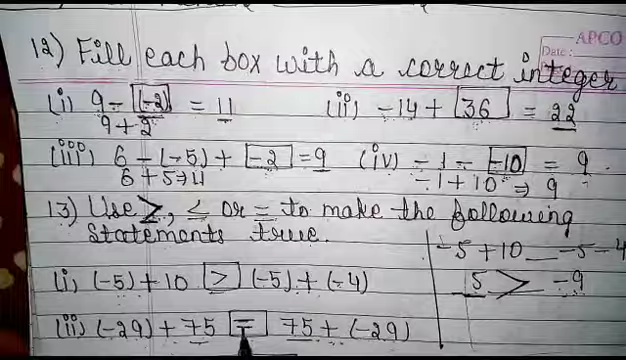 APCO
Date:
12) Fill each box with a correct integer
(i) 9 - (-2) = 11 (ii) -14 + 36 = 22
9 + 2
(iii) 6 - (-5) + -2 = 9 (iv) -1 - -10 = 9
6 + 5 → 11 -1 + 10 ⇒ 9
13) Use >, < or = to make the following
statements true.
-5 + 10 __ -5 - 4
(i) (-5) + 10 > (-5) + (-4) 5 > -9
(ii) (-29) + 75 = 75 + (-29)